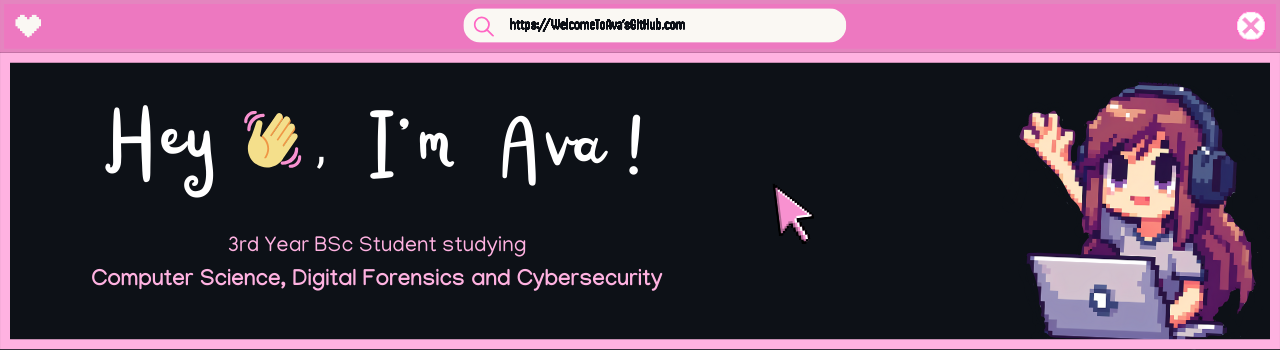 https://WelcomeToAva'sGitHub.com
Hey 👋, I'm Ava!
3rd Year BSc Student studying
Computer Science, Digital Forensics and Cybersecurity